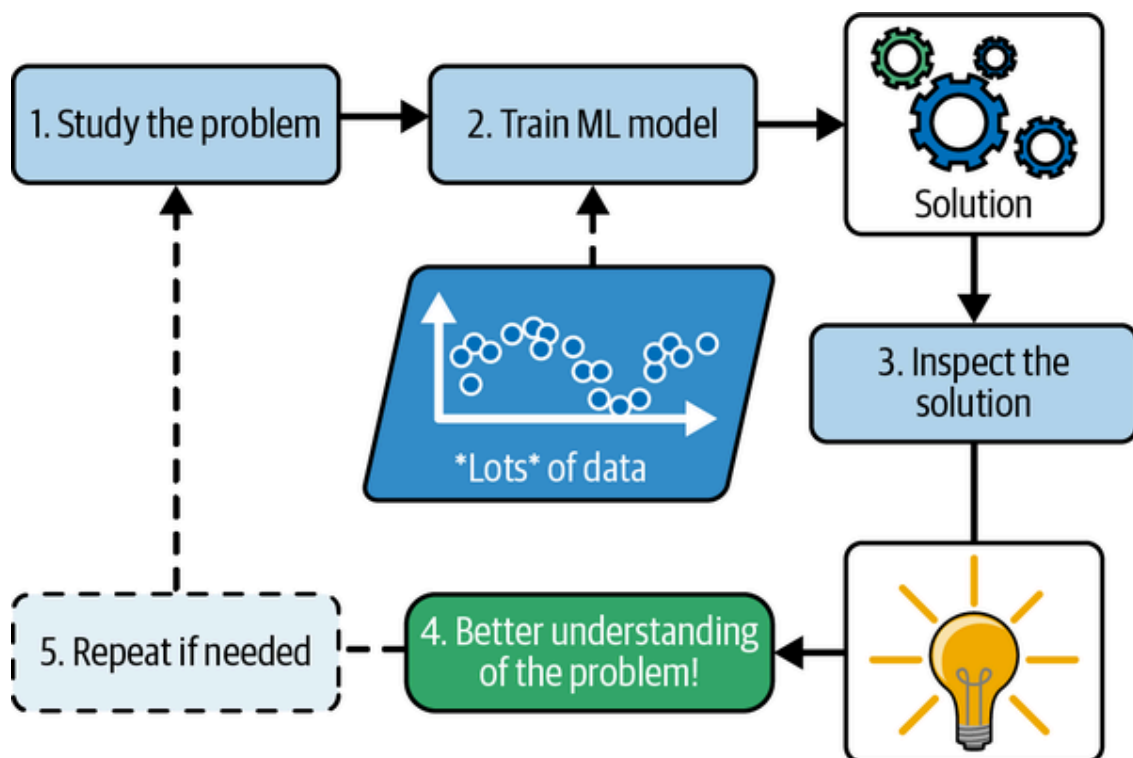 1. Study the problem
2. Train ML model
Solution
*Lots* of data
3. Inspect the
solution
4. Better understanding
of the problem!
5. Repeat if needed